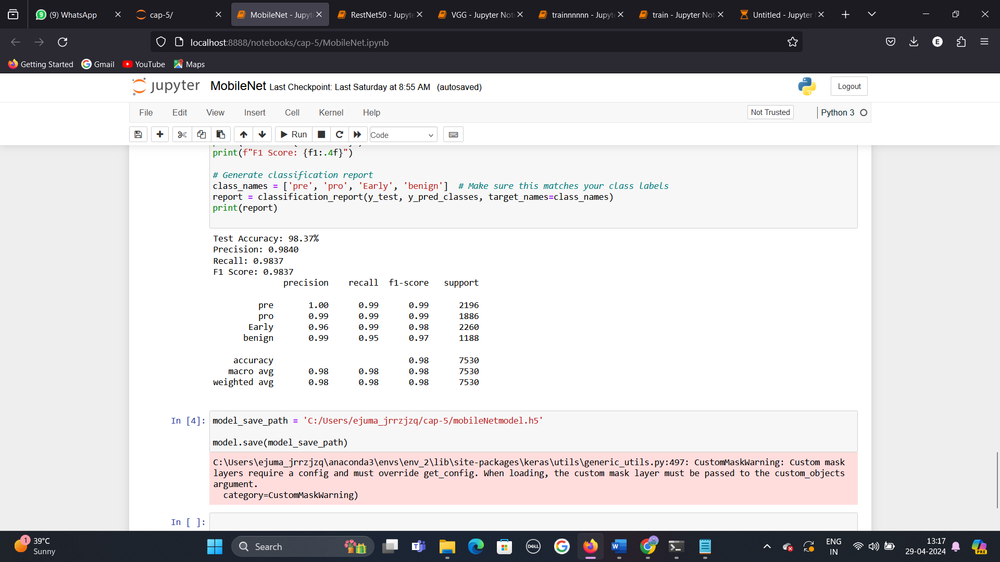 (9) WhatsApp
cap-5/
MobileNet - Jupyt
RestNet50 - Jupyte
VGG - Jupyter Not
trainnnnnn - Jupyt
train - Jupyter Not
Untitled - Jupyter
localhost:8888/notebooks/cap-5/MobileNet.ipynb
E
Getting Started
Gmail
YouTube
Maps
jupyter MobileNet Last Checkpoint: Last Saturday at 8:55 AM (autosaved)
Logout
File Edit View Insert Cell Kernel Help
Not Trusted
Python 3
Run
Code
print(f"F1 Score: {f1:.4f}")
# Generate classification report
class_names = ['pre', 'pro', 'Early', 'benign']  # Make sure this matches your class labels
report = classification_report(y_test, y_pred_classes, target_names=class_names)
print(report)
Test Accuracy: 98.37%
Precision: 0.9840
Recall: 0.9837
F1 Score: 0.9837
precision recall f1-score support
pre 1.00 0.99 0.99 2196
pro 0.99 0.99 0.99 1886
Early 0.96 0.99 0.98 2260
benign 0.99 0.95 0.97 1188
accuracy 0.98 7530
macro avg 0.98 0.98 0.98 7530
weighted avg 0.98 0.98 0.98 7530
In [4]: model_save_path = 'C:/Users/ejuma_jrrzjzq/cap-5/mobileNetmodel.h5'
model.save(model_save_path)
C:\Users\ejuma_jrrzjzq\anaconda3\envs\env_2\lib\site-packages\keras\utils\generic_utils.py:497: CustomMaskWarning: Custom mask
layers require a config and must override get_config. When loading, the custom mask layer must be passed to the custom_objects
argument.
category=CustomMaskWarning)
In [ ]:
1
39°C
Sunny
Search
DELL
ENG
IN
13:17
29-04-2024
PRE